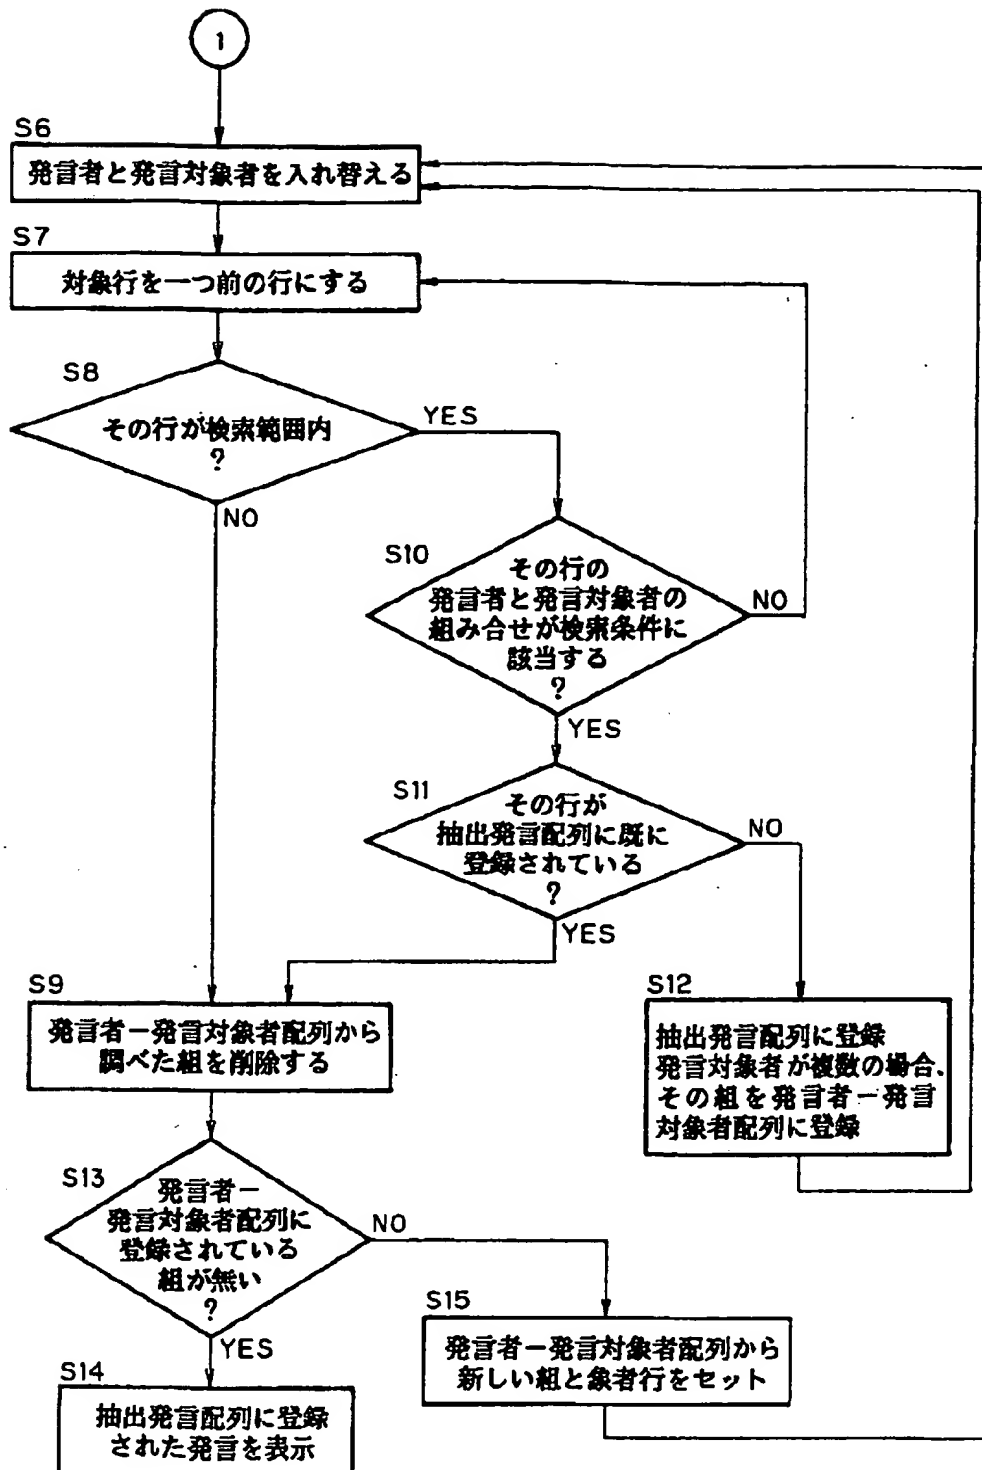 1
S6
発言者と発言対象者を入れ替える
S7
対象行を一つ前の行にする
S8
その行が検索範囲内
?
YES
NO
S10
その行の
発言者と発言対象者の
組み合せが検索条件に
該当する
?
NO
YES
S11
その行が
抽出発言配列に既に
登録されている
?
NO
YES
S9
発言者−発言対象者配列から
調べた組を削除する
S12
抽出発言配列に登録
発言対象者が複数の場合、
その組を発言者−発言
対象者配列に登録
S13
発言者−
発言対象者配列に
登録されている
組が無い
?
NO
YES
S15
発言者−発言対象者配列から
新しい組と象者行をセット
S14
抽出発言配列に登録
された発言を表示